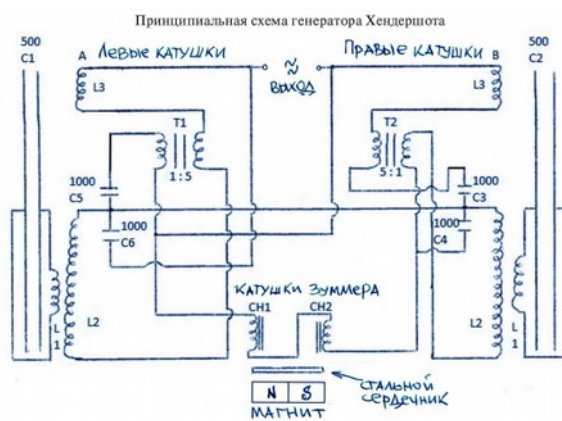 Принципиальная схема генератора Хендершота
500
C1
A
ЛЕВЫЕ КАТУШКИ
L3
≈
ВЫХОД
ПРАВЫЕ КАТУШКИ
B
L3
500
C2
T1
1:5
T2
5:1
1000
C5
1000
C6
1000
C3
1000
C4
L2
L
1
КАТУШКИ ЗУММЕРА
CH1
CH2
L2
L
1
N S
МАГНИТ
СТАЛЬНОЙ
СЕРДЕЧНИК